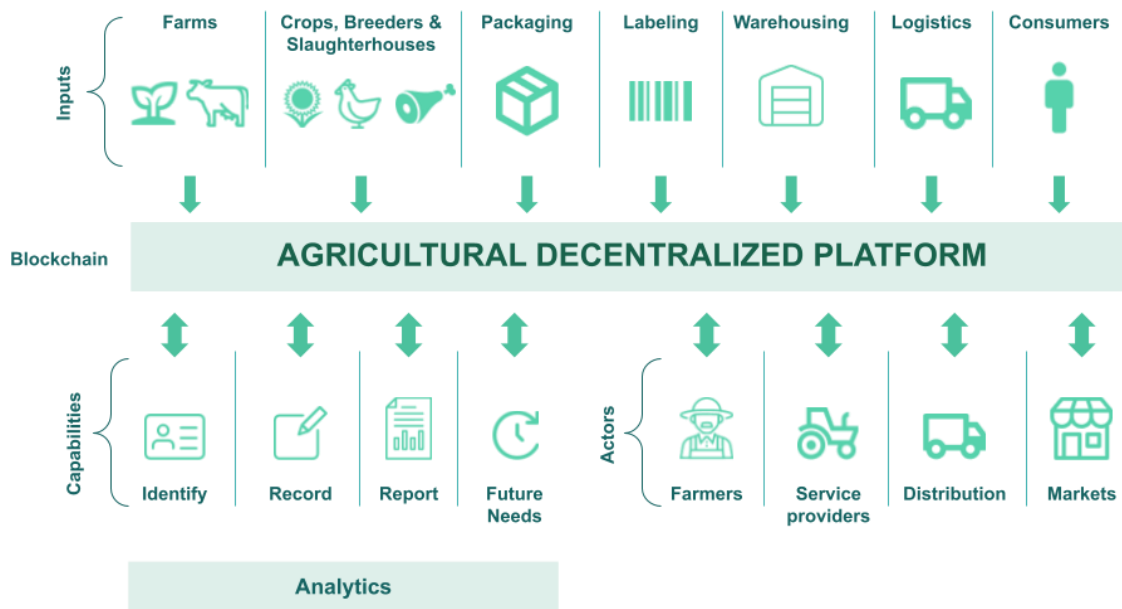 Farms
Crops, Breeders &
Slaughterhouses
Packaging
Labeling
Warehousing
Logistics
Consumers
Inputs
Blockchain
AGRICULTURAL DECENTRALIZED PLATFORM
Capabilities
Identify
Record
Report
Future
Needs
Actors
Farmers
Service
providers
Distribution
Markets
Analytics